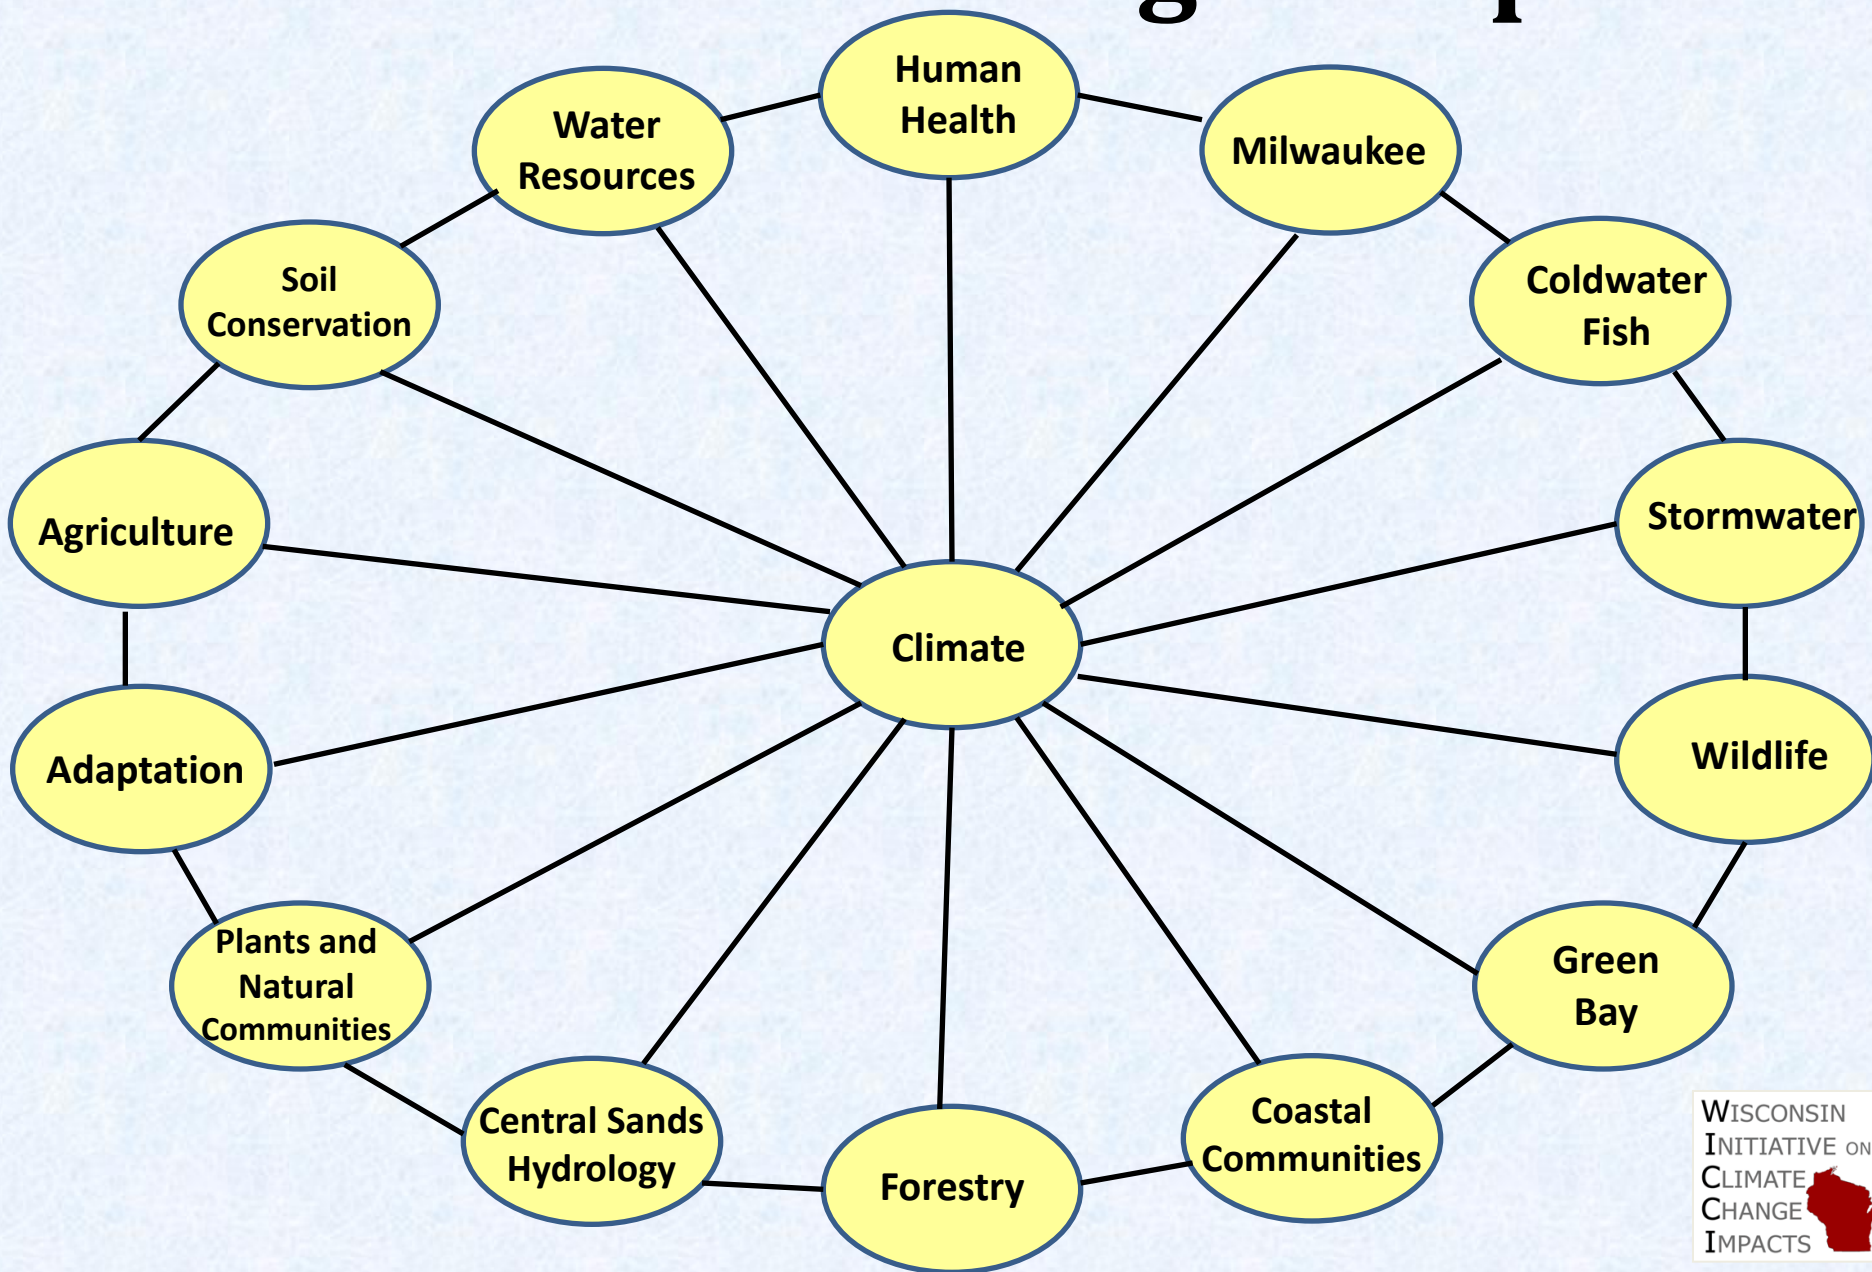 Human
Health
Water
Resources
Milwaukee
Soil
Conservation
Coldwater
Fish
Agriculture
Stormwater
Climate
Adaptation
Wildlife
Plants and
Natural
Communities
Green
Bay
Central Sands
Hydrology
Forestry
Coastal
Communities
WISCONSIN
INITIATIVE ON
CLIMATE
CHANGE
IMPACTS